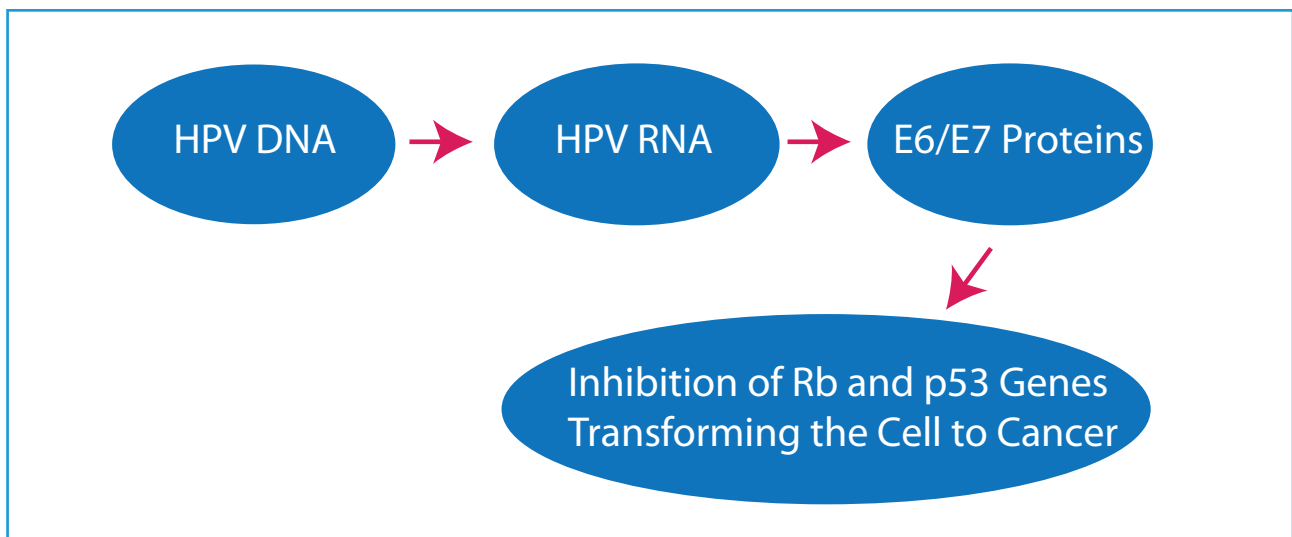 HPV DNA
HPV RNA
E6/E7 Proteins
Inhibition of Rb and p53 Genes
Transforming the Cell to Cancer